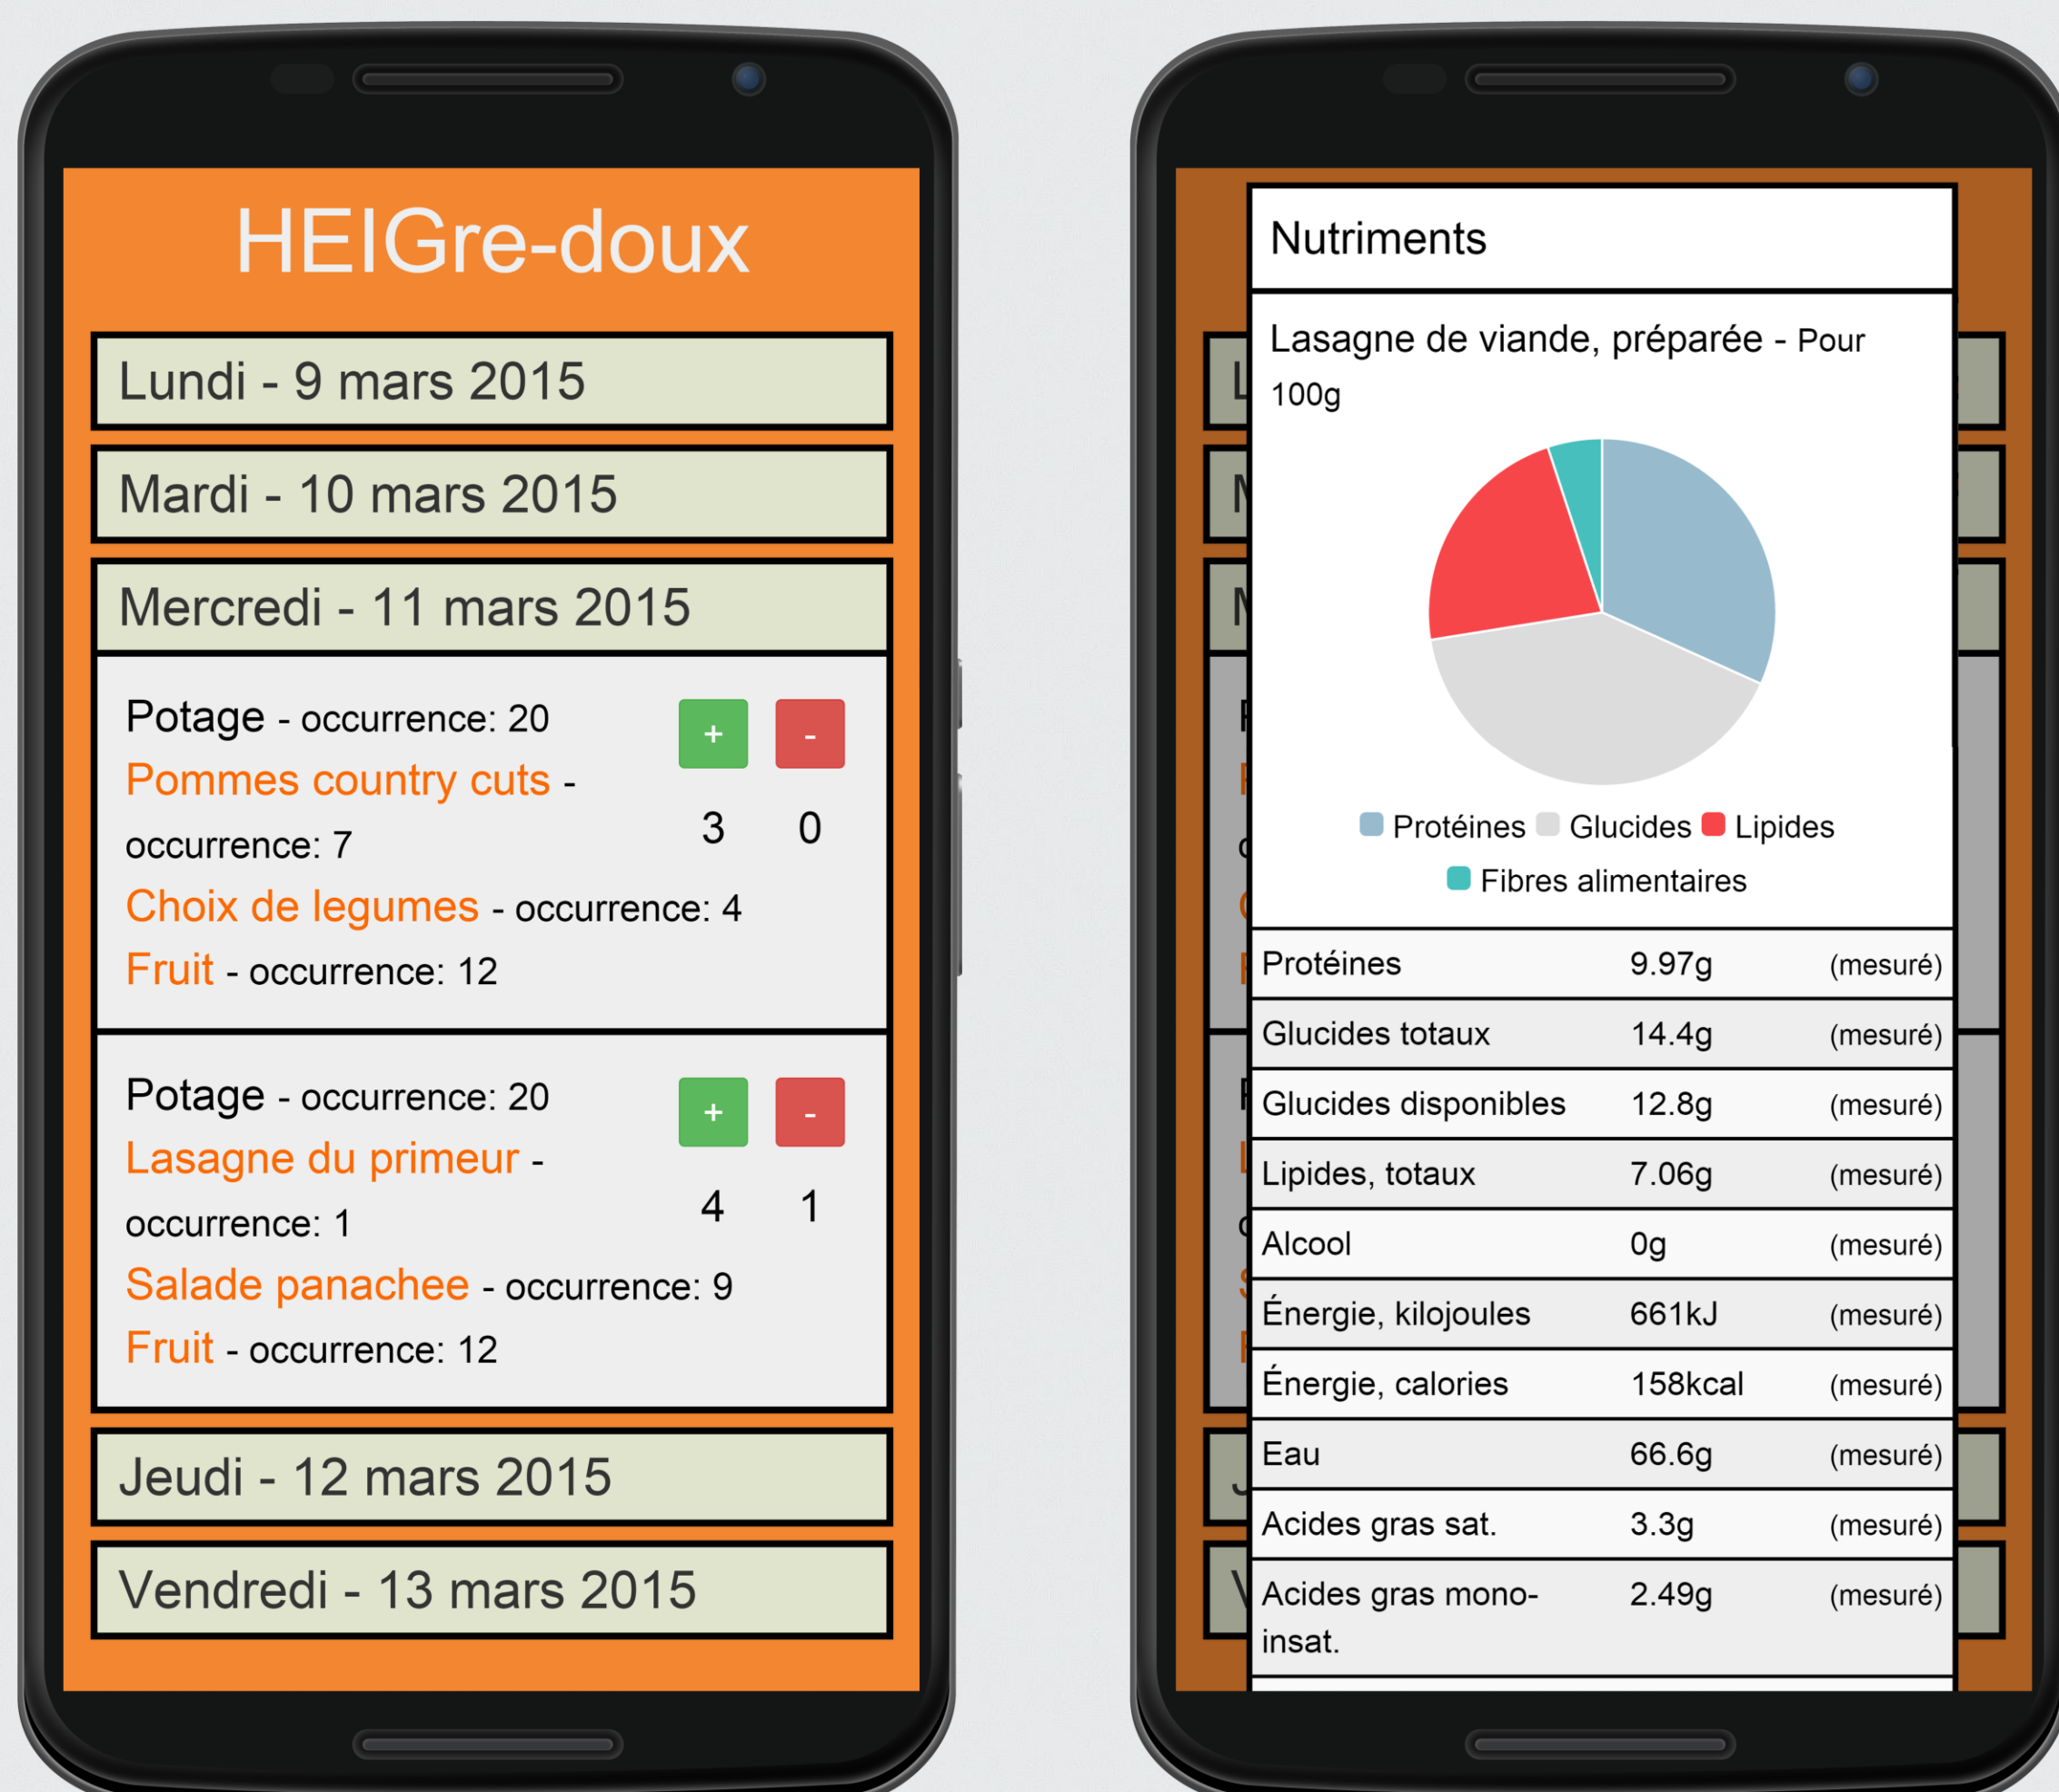 HEIGre-doux
Lundi - 9 mars 2015
Mardi - 10 mars 2015
Mercredi - 11 mars 2015
Potage - occurrence: 20
+ -
Pommes country cuts -
occurrence: 7
3 0
Choix de legumes - occurrence: 4
Fruit - occurrence: 12
Potage - occurrence: 20
+ -
Lasagne du primeur -
occurrence: 1
4 1
Salade panachee - occurrence: 9
Fruit - occurrence: 12
Jeudi - 12 mars 2015
Vendredi - 13 mars 2015
Nutriments
Lasagne de viande, préparée - Pour
100g
Protéines Glucides Lipides
Fibres alimentaires
Protéines 9.97g (mesuré)
Glucides totaux 14.4g (mesuré)
Glucides disponibles 12.8g (mesuré)
Lipides, totaux 7.06g (mesuré)
Alcool 0g (mesuré)
Énergie, kilojoules 661kJ (mesuré)
Énergie, calories 158kcal (mesuré)
Eau 66.6g (mesuré)
Acides gras sat. 3.3g (mesuré)
Acides gras mono- 2.49g (mesuré)
insat.